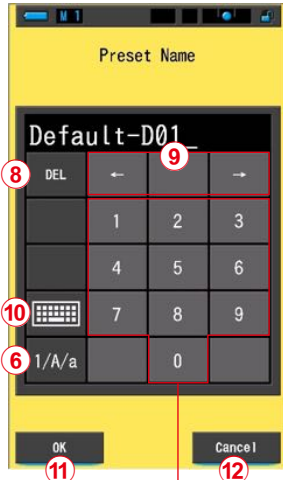 M 1
Preset Name
Default-D01_
8 DEL ← 9 →
1 2 3
4 5 6
10 7 8 9
6 1/A/a 0
OK Cancel
11 12